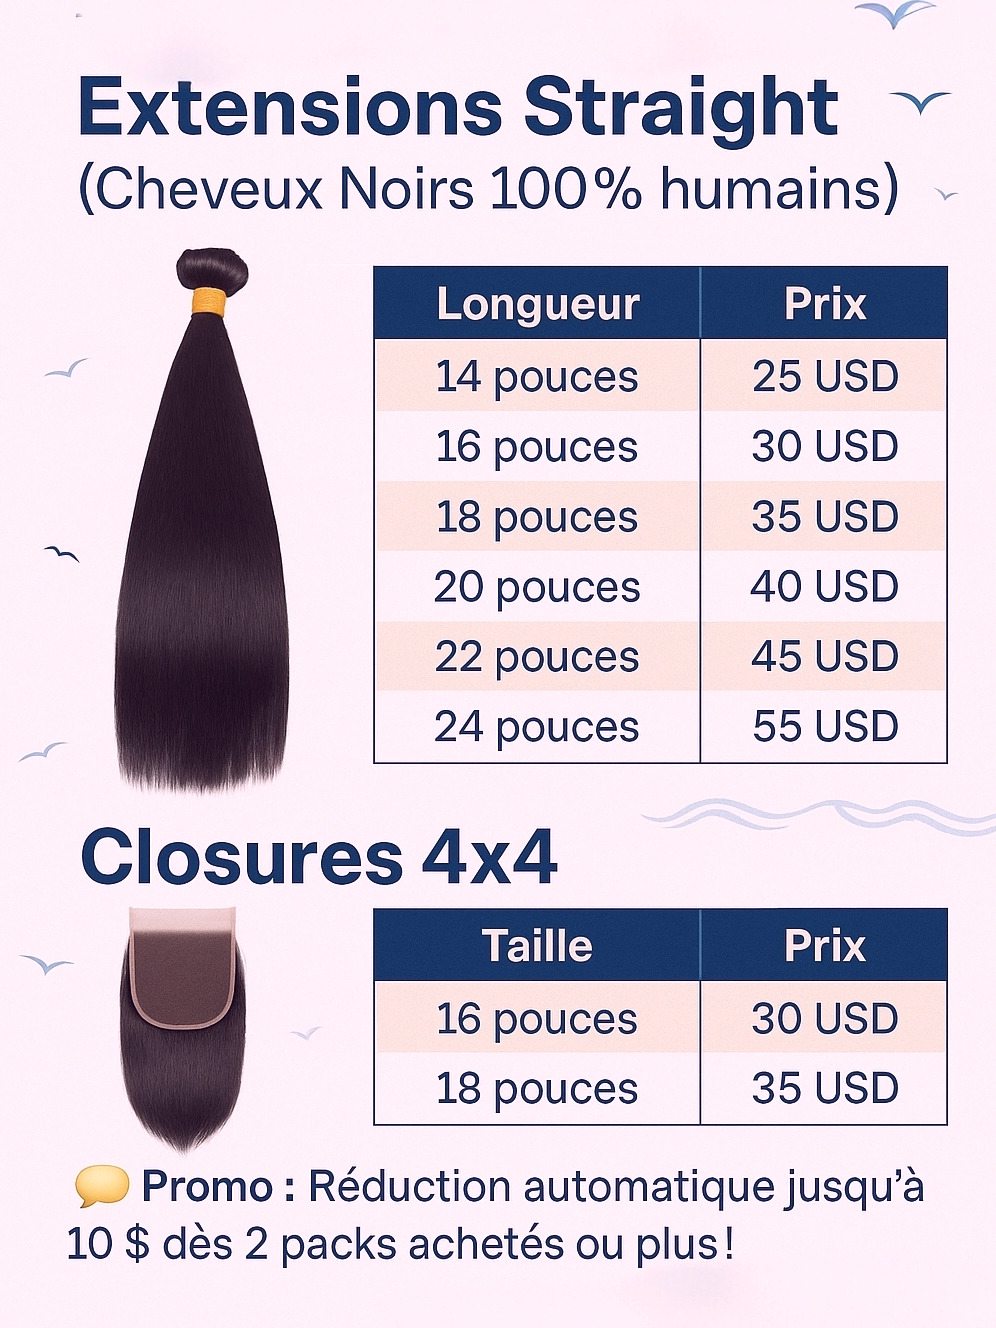 Extensions Straight
(Cheveux Noirs 100% humains)
Longueur Prix
14 pouces 25 USD
16 pouces 30 USD
18 pouces 35 USD
20 pouces 40 USD
22 pouces 45 USD
24 pouces 55 USD
Closures 4x4
Taille Prix
16 pouces 30 USD
18 pouces 35 USD
Promo : Réduction automatique jusqu’à
10 $ dès 2 packs achetés ou plus !